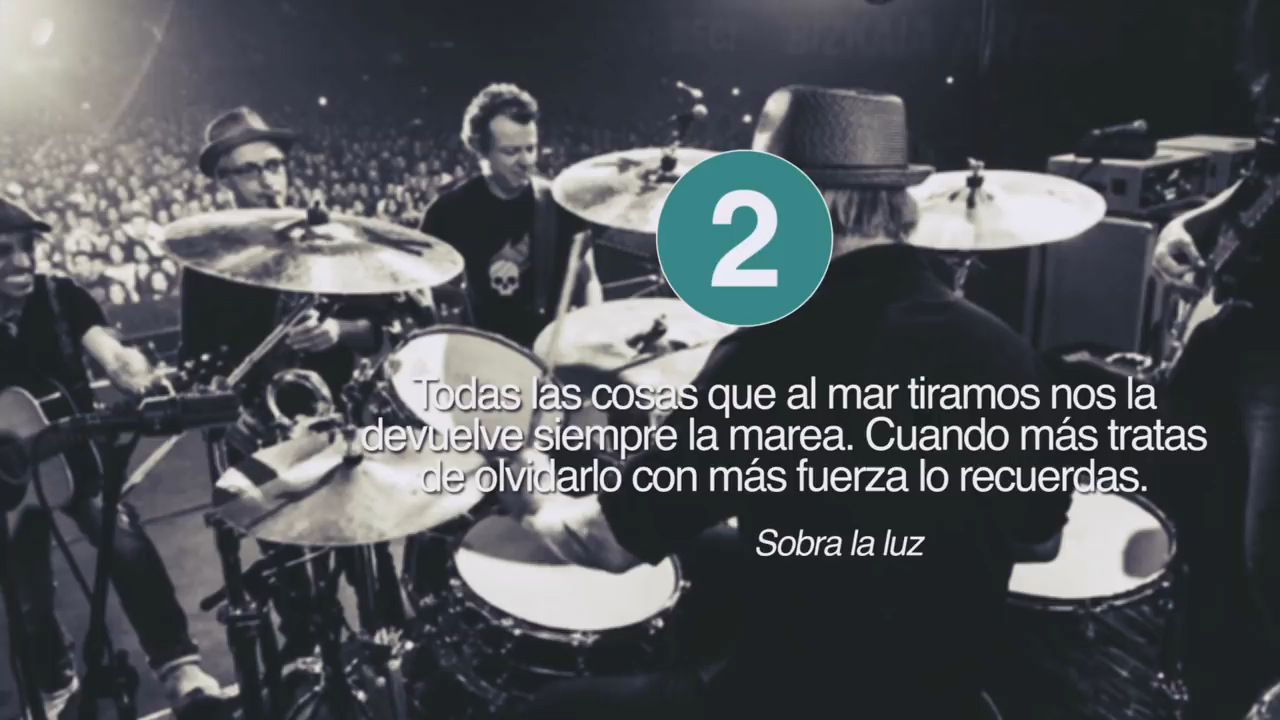 2
Todas las cosas que al mar tiramos nos la
devuelve siempre la marea. Cuando más tratas
de olvidarlo con más fuerza lo recuerdas.
Sobra la luz